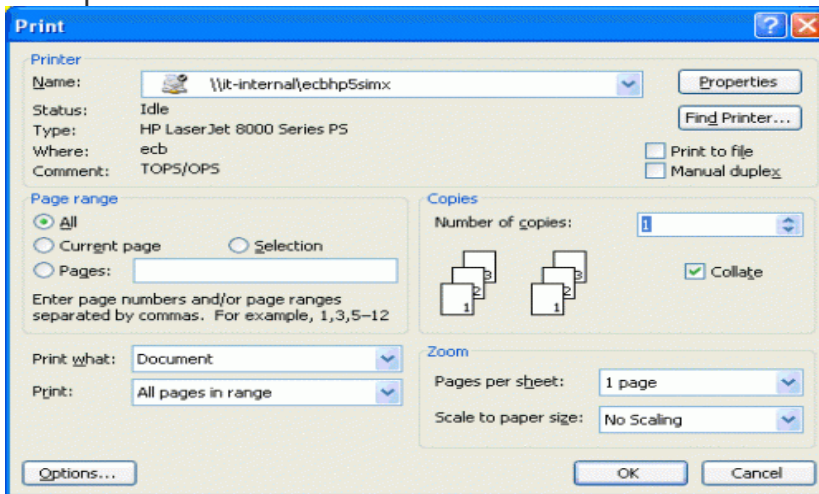 Print
Printer
Name: \\it-internal\ecbhp5simx Properties
Status: Idle
Find Printer...
Type: HP LaserJet 8000 Series PS
Where: ecb Print to file
Comment: TOPS/OPS Manual duplex
Page range
All
Current page Selection
Pages:
Enter page numbers and/or page ranges
separated by commas. For example, 1,3,5–12
Copies
Number of copies: 1
3 3
2 2
1 1
Collate
Print what: Document
Print: All pages in range
Zoom
Pages per sheet: 1 page
Scale to paper size: No Scaling
Options... OK Cancel